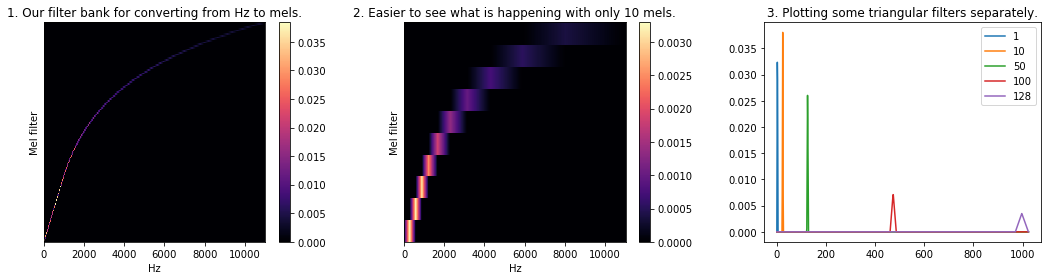 1. Our filter bank for converting from Hz to mels.
Mel filter
0 2000 4000 6000 8000 10000
Hz
0.035
0.030
0.025
0.020
0.015
0.010
0.005
0.000
2. Easier to see what is happening with only 10 mels.
Mel filter
0 2000 4000 6000 8000 10000
Hz
0.0030
0.0025
0.0020
0.0015
0.0010
0.0005
0.0000
3. Plotting some triangular filters separately.
0.035
0.030
0.025
0.020
0.015
0.010
0.005
0.000
0 200 400 600 800 1000
1
10
50
100
128